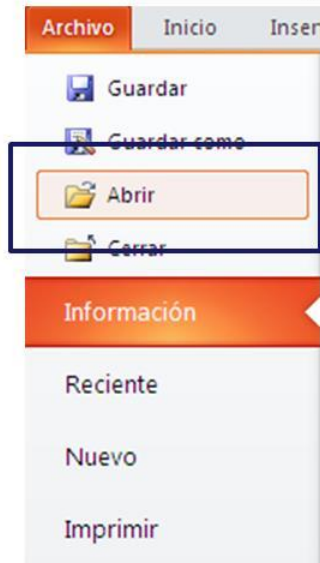 Archivo Inicio Inser
Guardar
Guardar como
Abrir
Cerrar
Información
Reciente
Nuevo
Imprimir